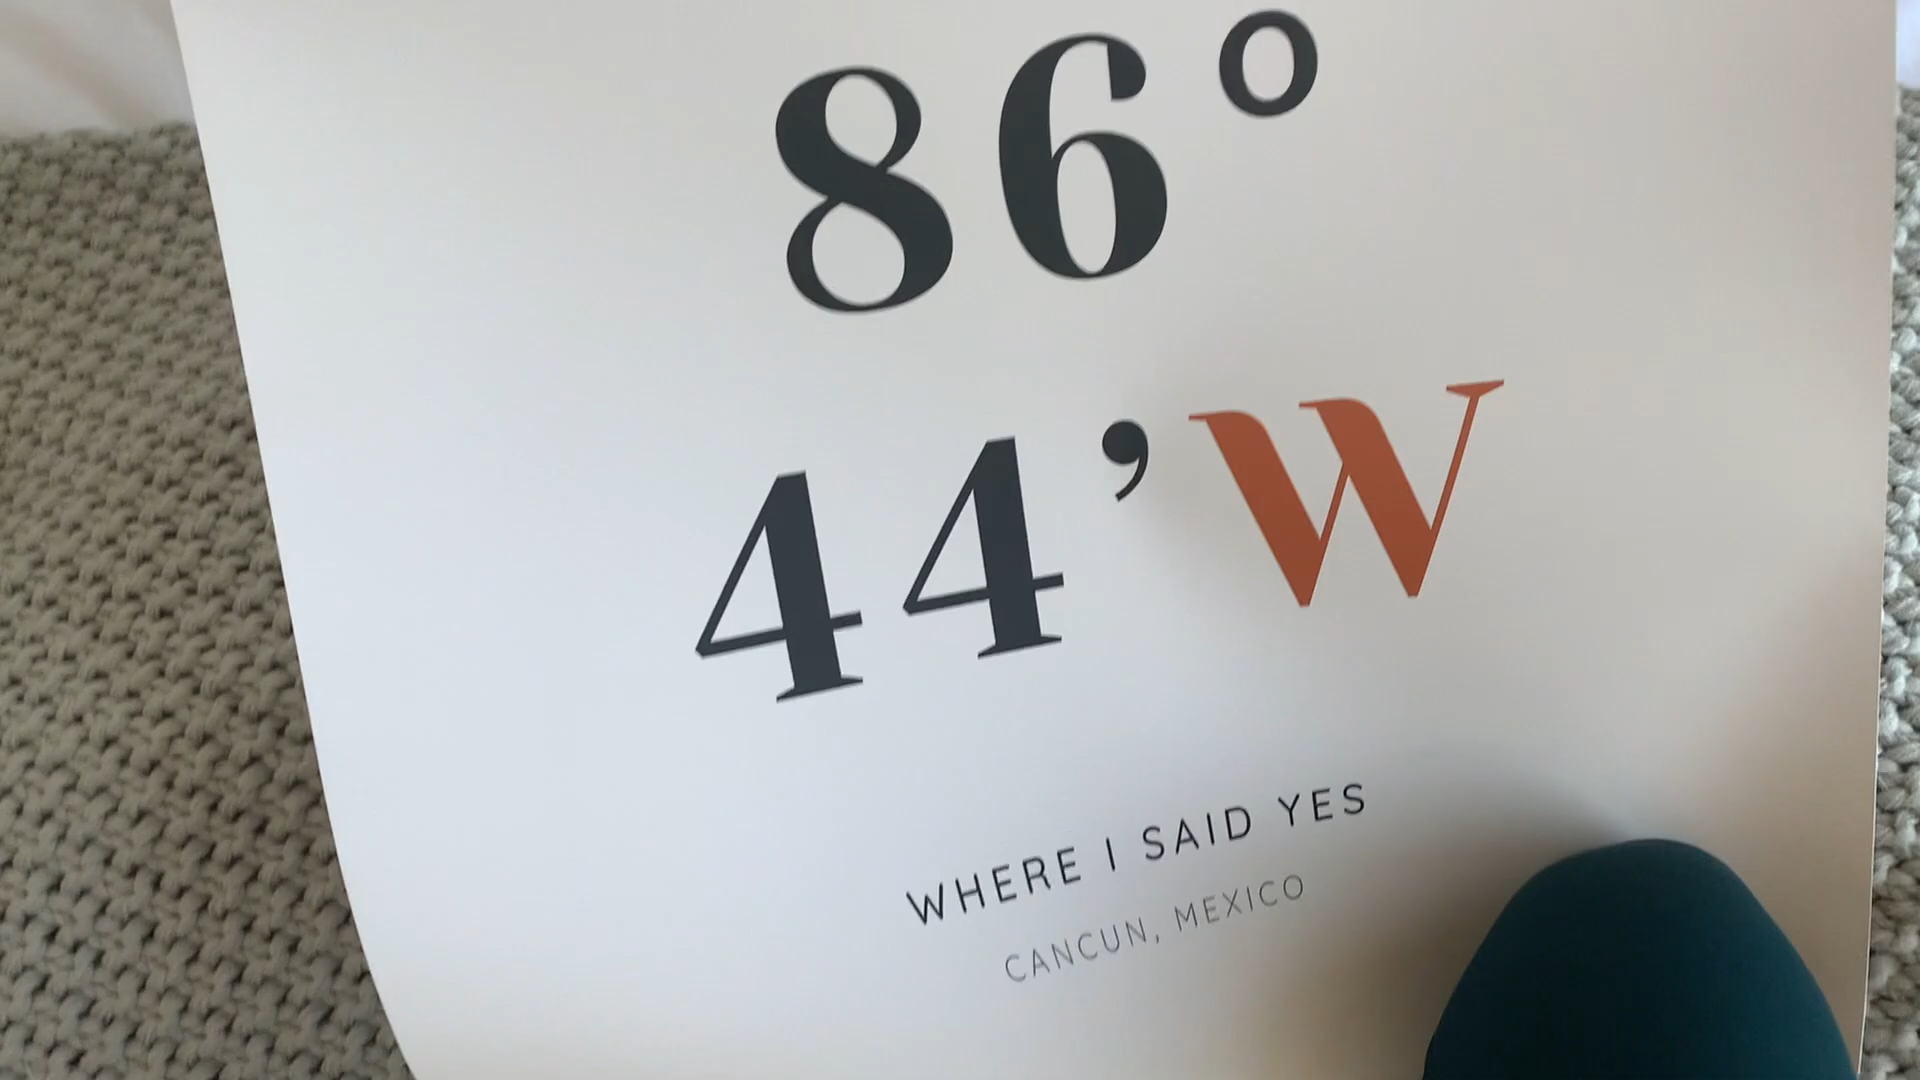 86°
44’W
WHERE I SAID YES
CANCUN, MEXICO